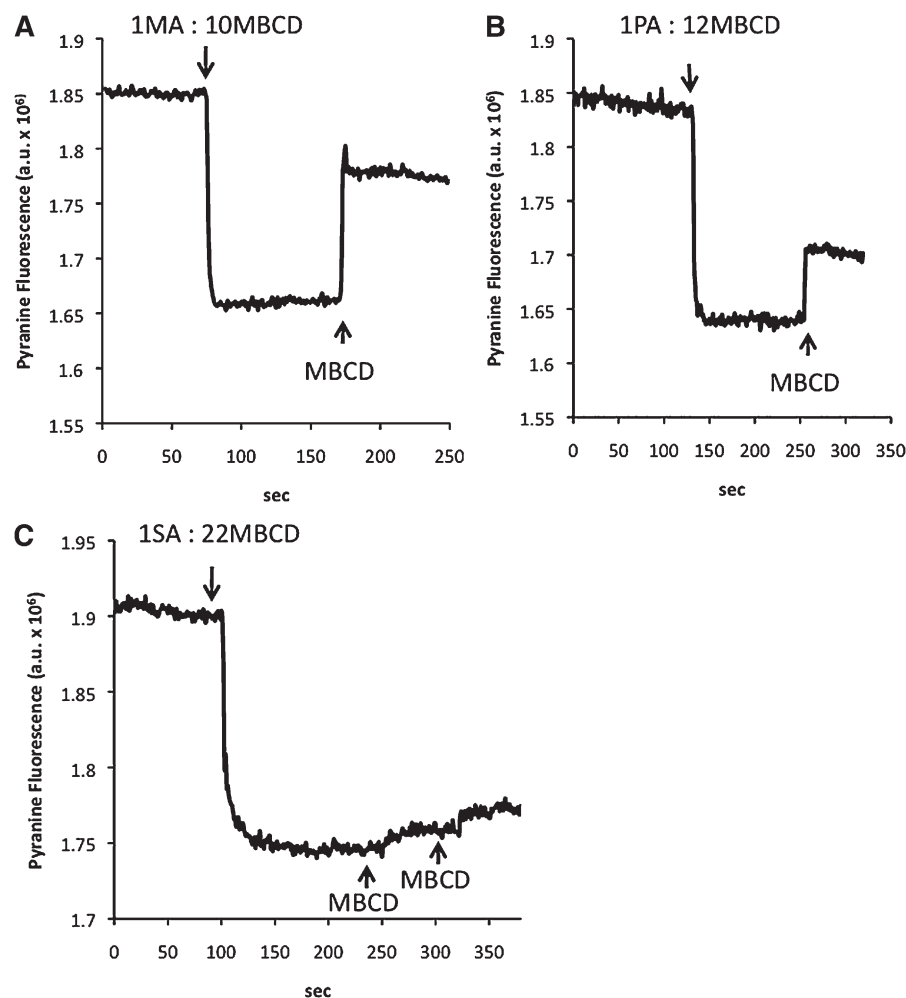 A
1MA : 10MBCD
1.9
1.85
1.8
1.75
1.7
1.65
1.6
1.55
Pyranine Fluorescence (a.u. x 10⁶)
MBCD
0 50 100 150 200 250
sec
B
1PA : 12MBCD
1.9
1.85
1.8
1.75
1.7
1.65
1.6
1.55
Pyranine Fluorescence (a.u. x 10⁶)
MBCD
0 50 100 150 200 250 300 350
sec
C
1SA : 22MBCD
1.95
1.9
1.85
1.8
1.75
1.7
Pyranine Fluorescence (a.u. x 10⁶)
MBCD
MBCD
0 50 100 150 200 250 300 350
sec